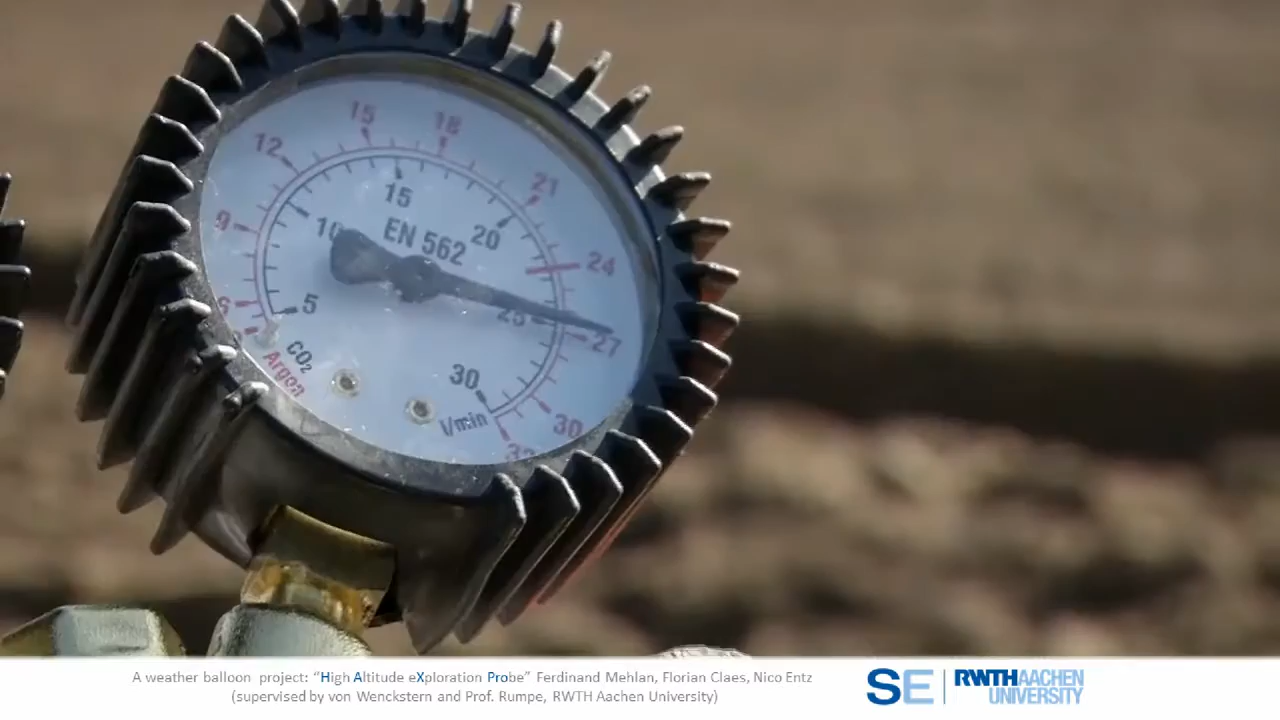 15
18
12
21
15
9
10
EN 562
20
24
6
5
25
27
CO₂
30
Argon
l/min
30
A weather balloon project: “High Altitude eXploration Probe” Ferdinand Mehlan, Florian Claes, Nico Entz
(supervised by von Wenckstern and Prof. Rumpe, RWTH Aachen University)
SE
RWTHAACHEN
UNIVERSITY